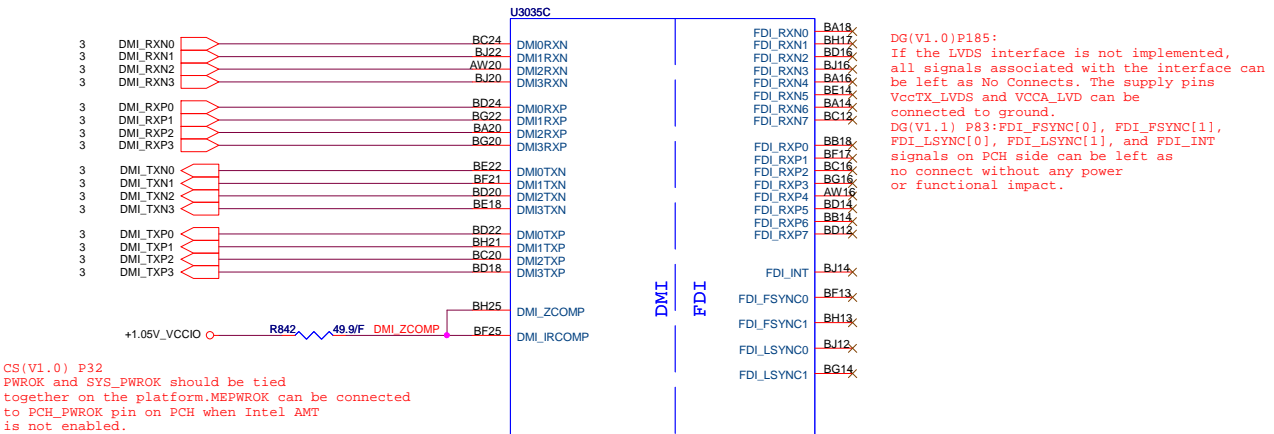 U3035C
3 DMI_RXN0 BC24 DMI0RXN
3 DMI_RXN1 BJ22 DMI1RXN
3 DMI_RXN2 AW20 DMI2RXN
3 DMI_RXN3 BJ20 DMI3RXN
3 DMI_RXP0 BD24 DMI0RXP
3 DMI_RXP1 BG22 DMI1RXP
3 DMI_RXP2 BA20 DMI2RXP
3 DMI_RXP3 BG20 DMI3RXP
3 DMI_TXN0 BE22 DMI0TXN
3 DMI_TXN1 BF21 DMI1TXN
3 DMI_TXN2 BD20 DMI2TXN
3 DMI_TXN3 BE18 DMI3TXN
3 DMI_TXP0 BD22 DMI0TXP
3 DMI_TXP1 BH21 DMI1TXP
3 DMI_TXP2 BC20 DMI2TXP
3 DMI_TXP3 BD18 DMI3TXP
BH25 DMI_ZCOMP
+1.05V_VCCIO R842 49.9/F DMI_ZCOMP BF25 DMI_IRCOMP
DMI
FDI
FDI_RXN0 BA18
FDI_RXN1 BH17
FDI_RXN2 BD16
FDI_RXN3 BJ16
FDI_RXN4 BA16
FDI_RXN5 BE14
FDI_RXN6 BA14
FDI_RXN7 BC12
FDI_RXP0 BB18
FDI_RXP1 BF17
FDI_RXP2 BC16
FDI_RXP3 BG16
FDI_RXP4 AW16
FDI_RXP5 BD14
FDI_RXP6 BB14
FDI_RXP7 BD12
FDI_INT BJ14
FDI_FSYNC0 BF13
FDI_FSYNC1 BH13
FDI_LSYNC0 BJ12
FDI_LSYNC1 BG14
DG(V1.0)P185:
If the LVDS interface is not implemented,
all signals associated with the interface can
be left as No Connects. The supply pins
VccTX_LVDS and VCCA_LVD can be
connected to ground.
DG(V1.1) P83:FDI_FSYNC[0], FDI_FSYNC[1],
FDI_LSYNC[0], FDI_LSYNC[1], and FDI_INT
signals on PCH side can be left as
no connect without any power
or functional impact.
CS(V1.0) P32
PWROK and SYS_PWROK should be tied
together on the platform.MEPWROK can be connected
to PCH_PWROK pin on PCH when Intel AMT
is not enabled.